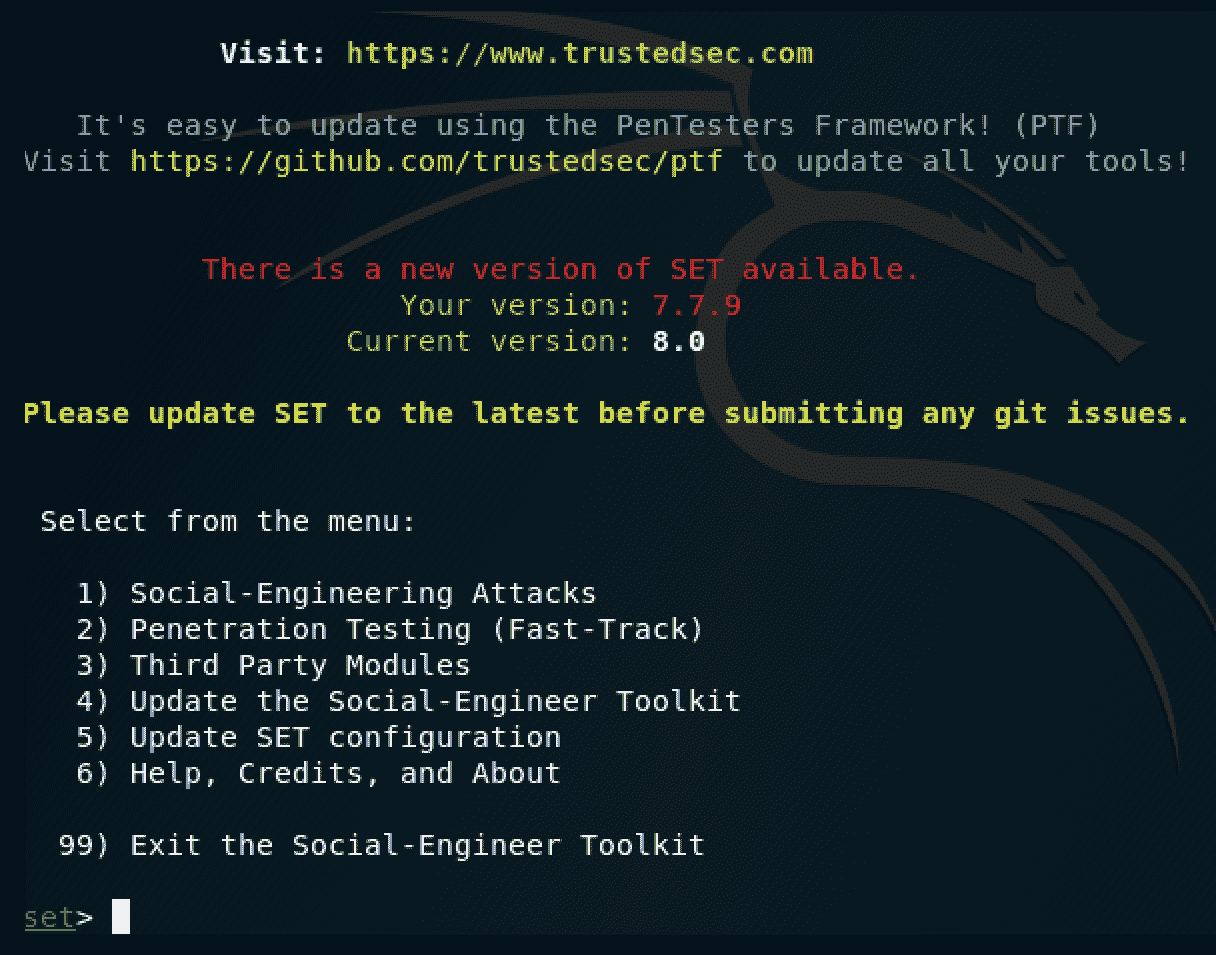 Visit: https://www.trustedsec.com
It's easy to update using the PenTesters Framework! (PTF)
Visit https://github.com/trustedsec/ptf to update all your tools!
There is a new version of SET available.
Your version: 7.7.9
Current version: 8.0
Please update SET to the latest before submitting any git issues.
Select from the menu:
1) Social-Engineering Attacks
2) Penetration Testing (Fast-Track)
3) Third Party Modules
4) Update the Social-Engineer Toolkit
5) Update SET configuration
6) Help, Credits, and About
99) Exit the Social-Engineer Toolkit
set>